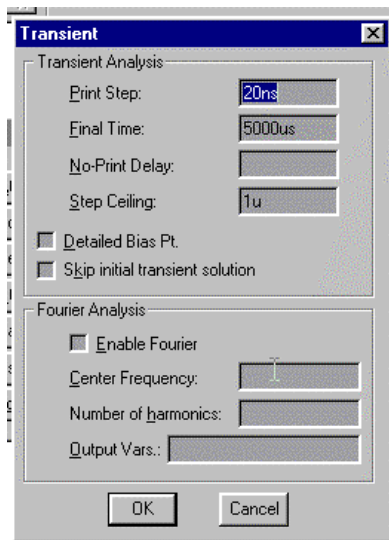 Transient
Transient Analysis
Print Step: 20ns
Final Time: 5000us
No-Print Delay:
Step Ceiling: 1u
Detailed Bias Pt.
Skip initial transient solution
Fourier Analysis
Enable Fourier
Center Frequency:
Number of harmonics:
Output Vars.:
OK Cancel